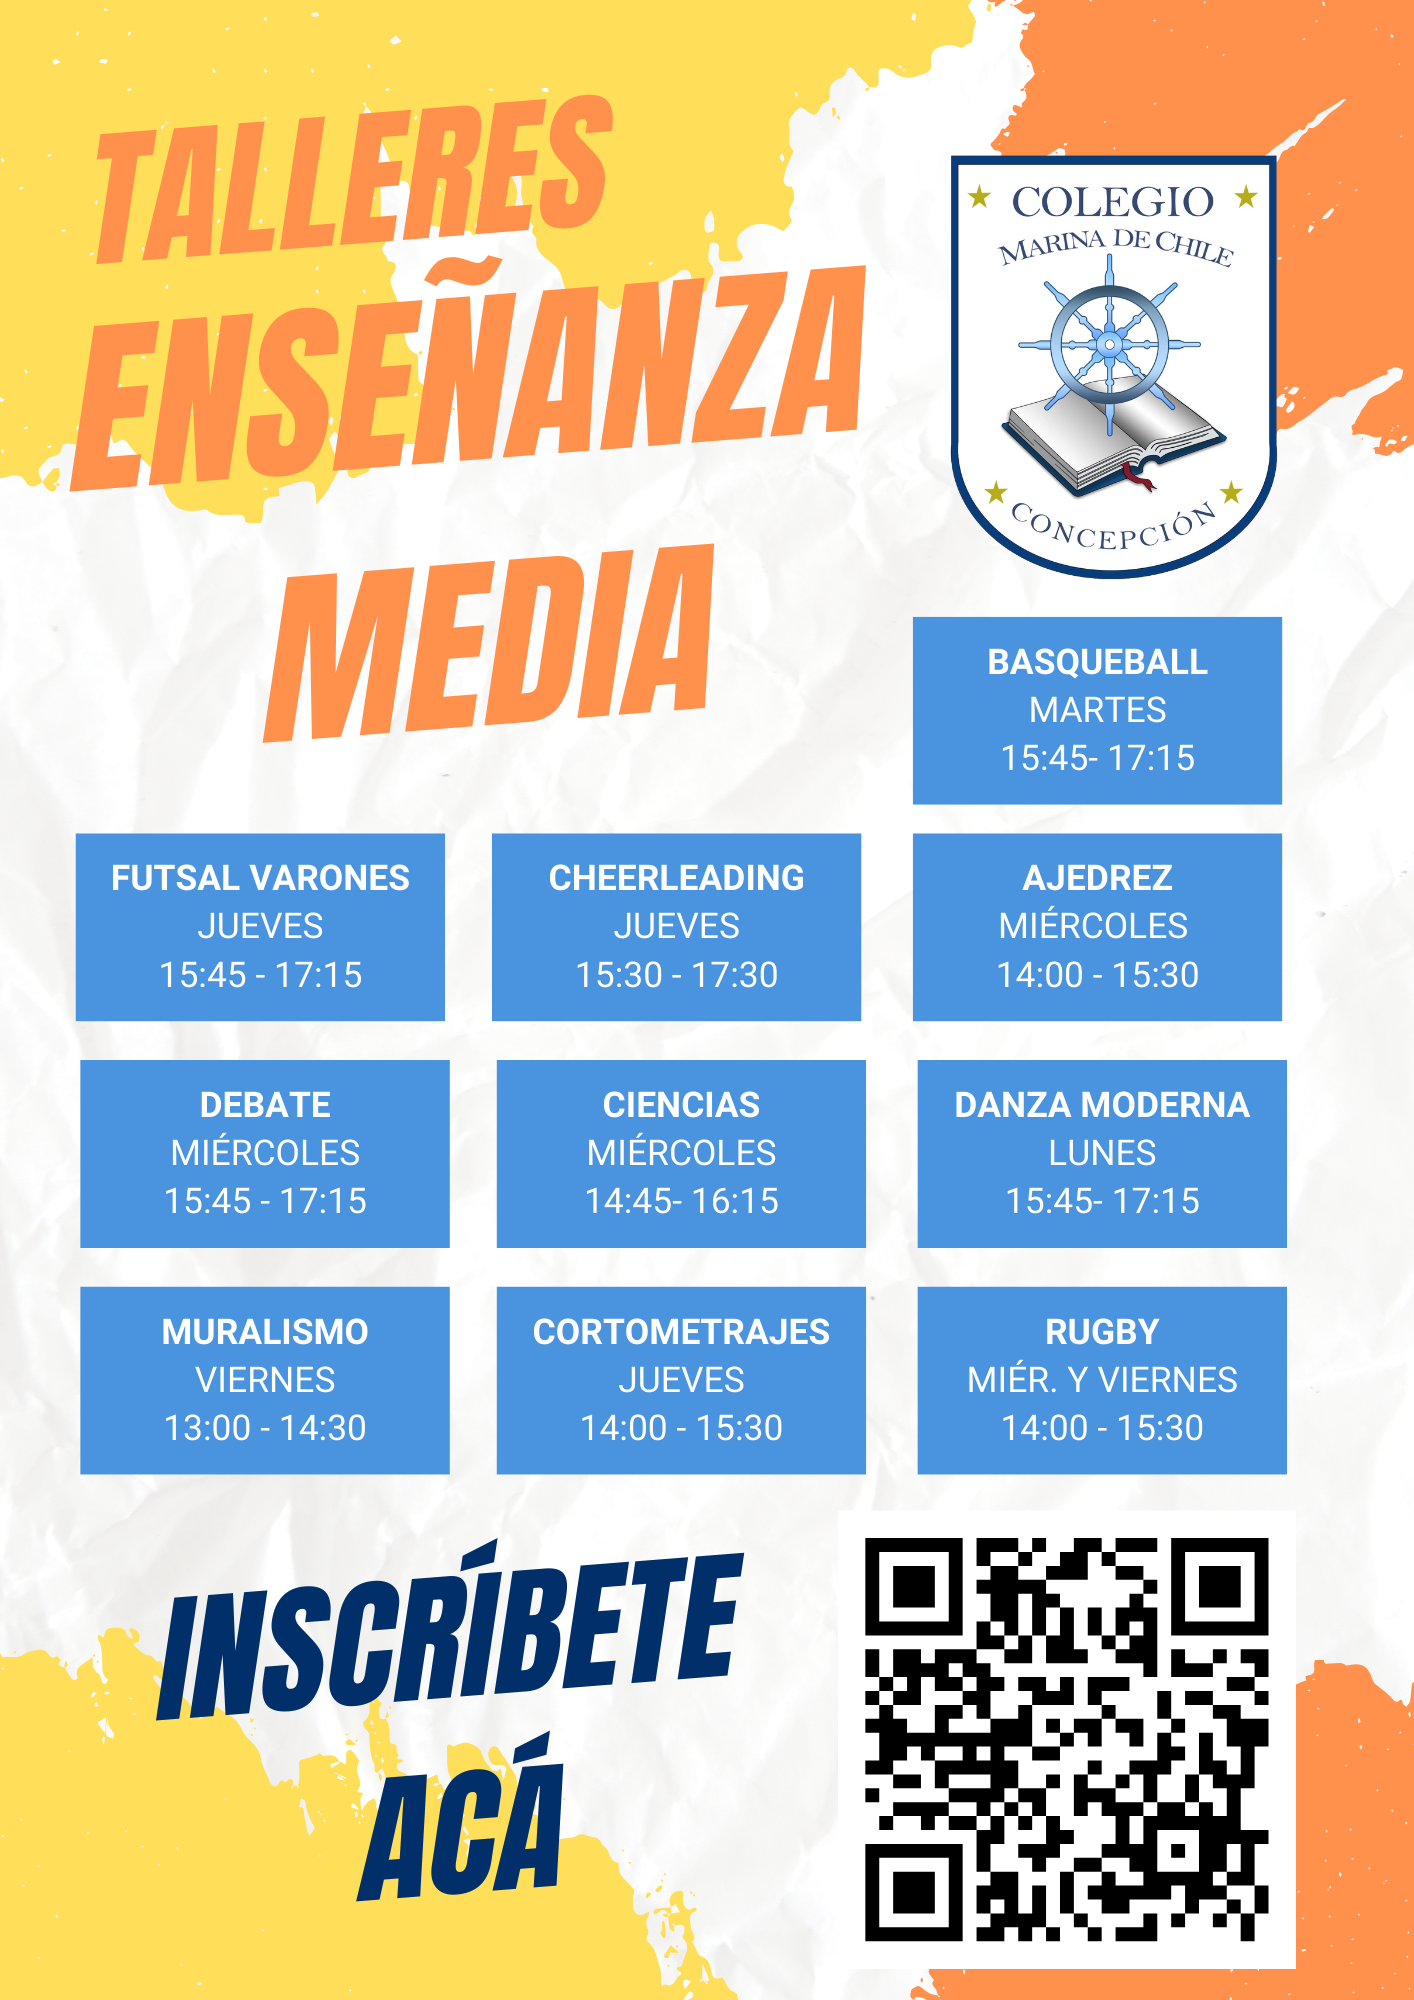 TALLERES
ENSEÑANZA
MEDIA
COLEGIO
MARINA DE CHILE
CONCEPCIÓN
BASQUEBALL
MARTES
15:45- 17:15
FUTSAL VARONES
JUEVES
15:45 - 17:15
CHEERLEADING
JUEVES
15:30 - 17:30
AJEDREZ
MIÉRCOLES
14:00 - 15:30
DEBATE
MIÉRCOLES
15:45 - 17:15
CIENCIAS
MIÉRCOLES
14:45- 16:15
DANZA MODERNA
LUNES
15:45- 17:15
MURALISMO
VIERNES
13:00 - 14:30
CORTOMETRAJES
JUEVES
14:00 - 15:30
RUGBY
MIÉR. Y VIERNES
14:00 - 15:30
INSCRÍBETE
ACÁ